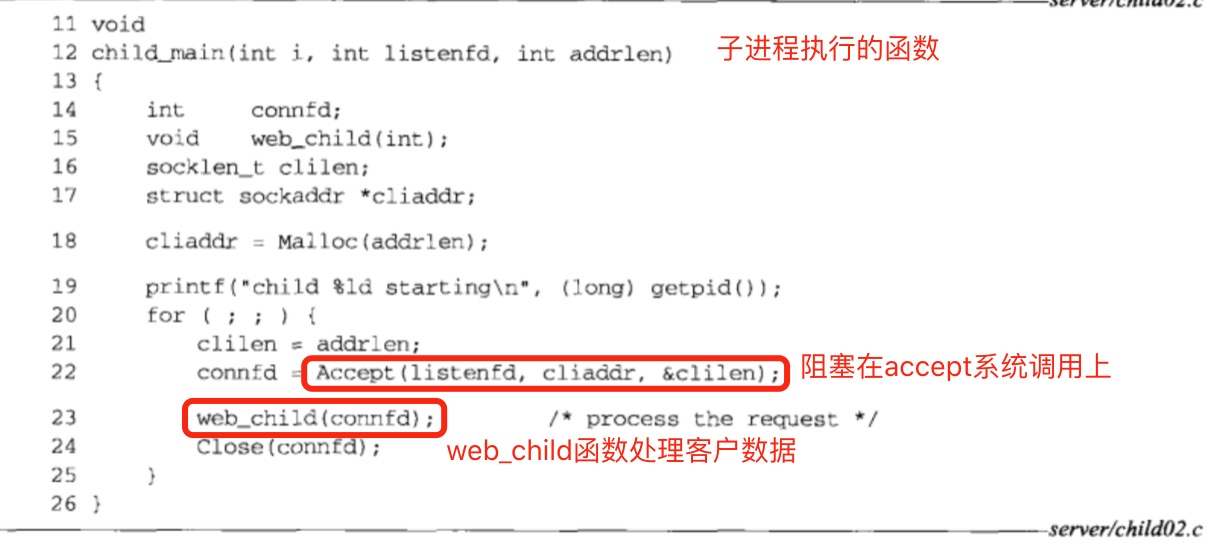 server/child02.c
11 void
12 child_main(int i, int listenfd, int addrlen) 子进程执行的函数
13 {
14 int connfd;
15 void web_child(int);
16 socklen_t clilen;
17 struct sockaddr *cliaddr;
18 cliaddr = Malloc(addrlen);
19 printf("child %ld starting\n", (long) getpid());
20 for ( ; ; ) {
21 clilen = addrlen;
22 connfd = Accept(listenfd, cliaddr, &clilen); 阻塞在accept系统调用上
23 web_child(connfd); /* process the request */
24 Close(connfd); web_child函数处理客户数据
25 }
26 }
server/child02.c